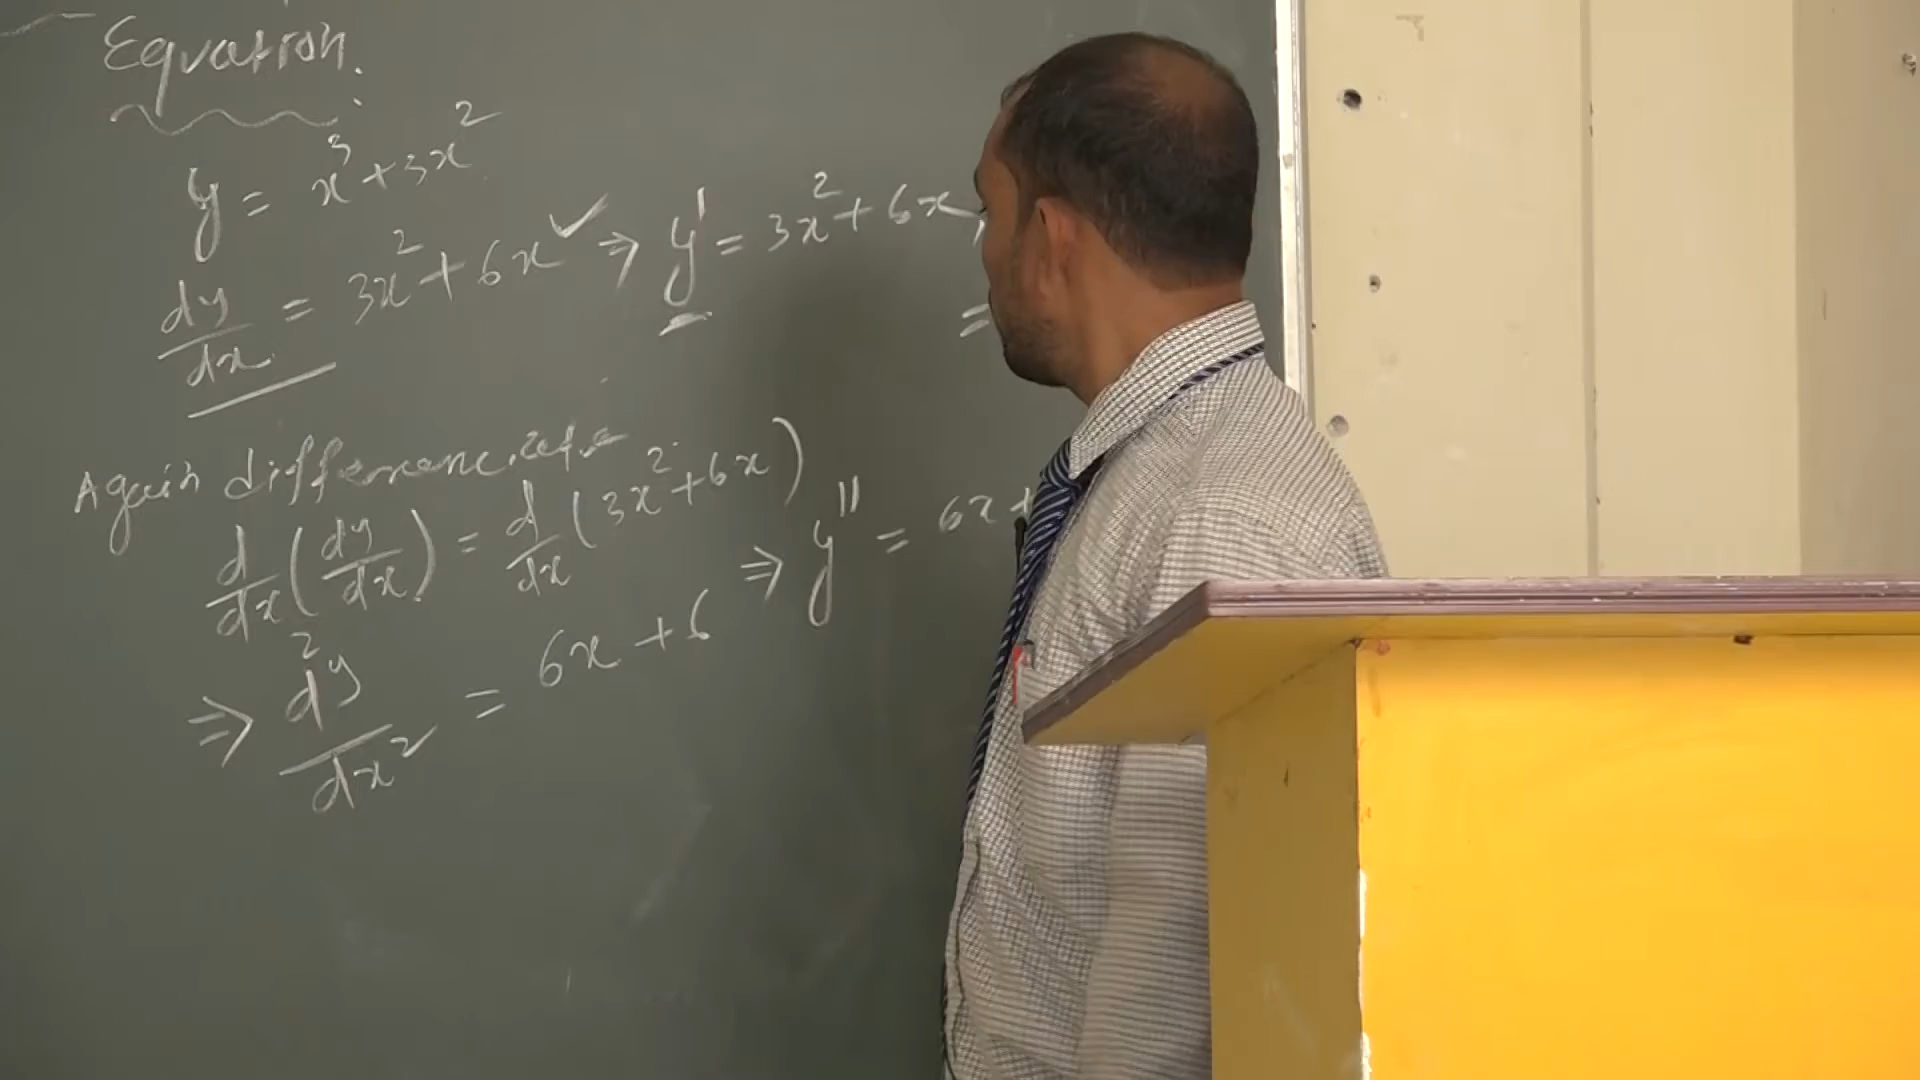 Equation.
y = x³ + 3x²
dy/dx = 3x² + 6x ✓ ⇒ y' = 3x² + 6x,
=
Again differenciate
d/dx (dy/dx) = d/dx (3x² + 6x)
⇒ d²y/dx² = 6x + 6 ⇒ y'' = 6x +